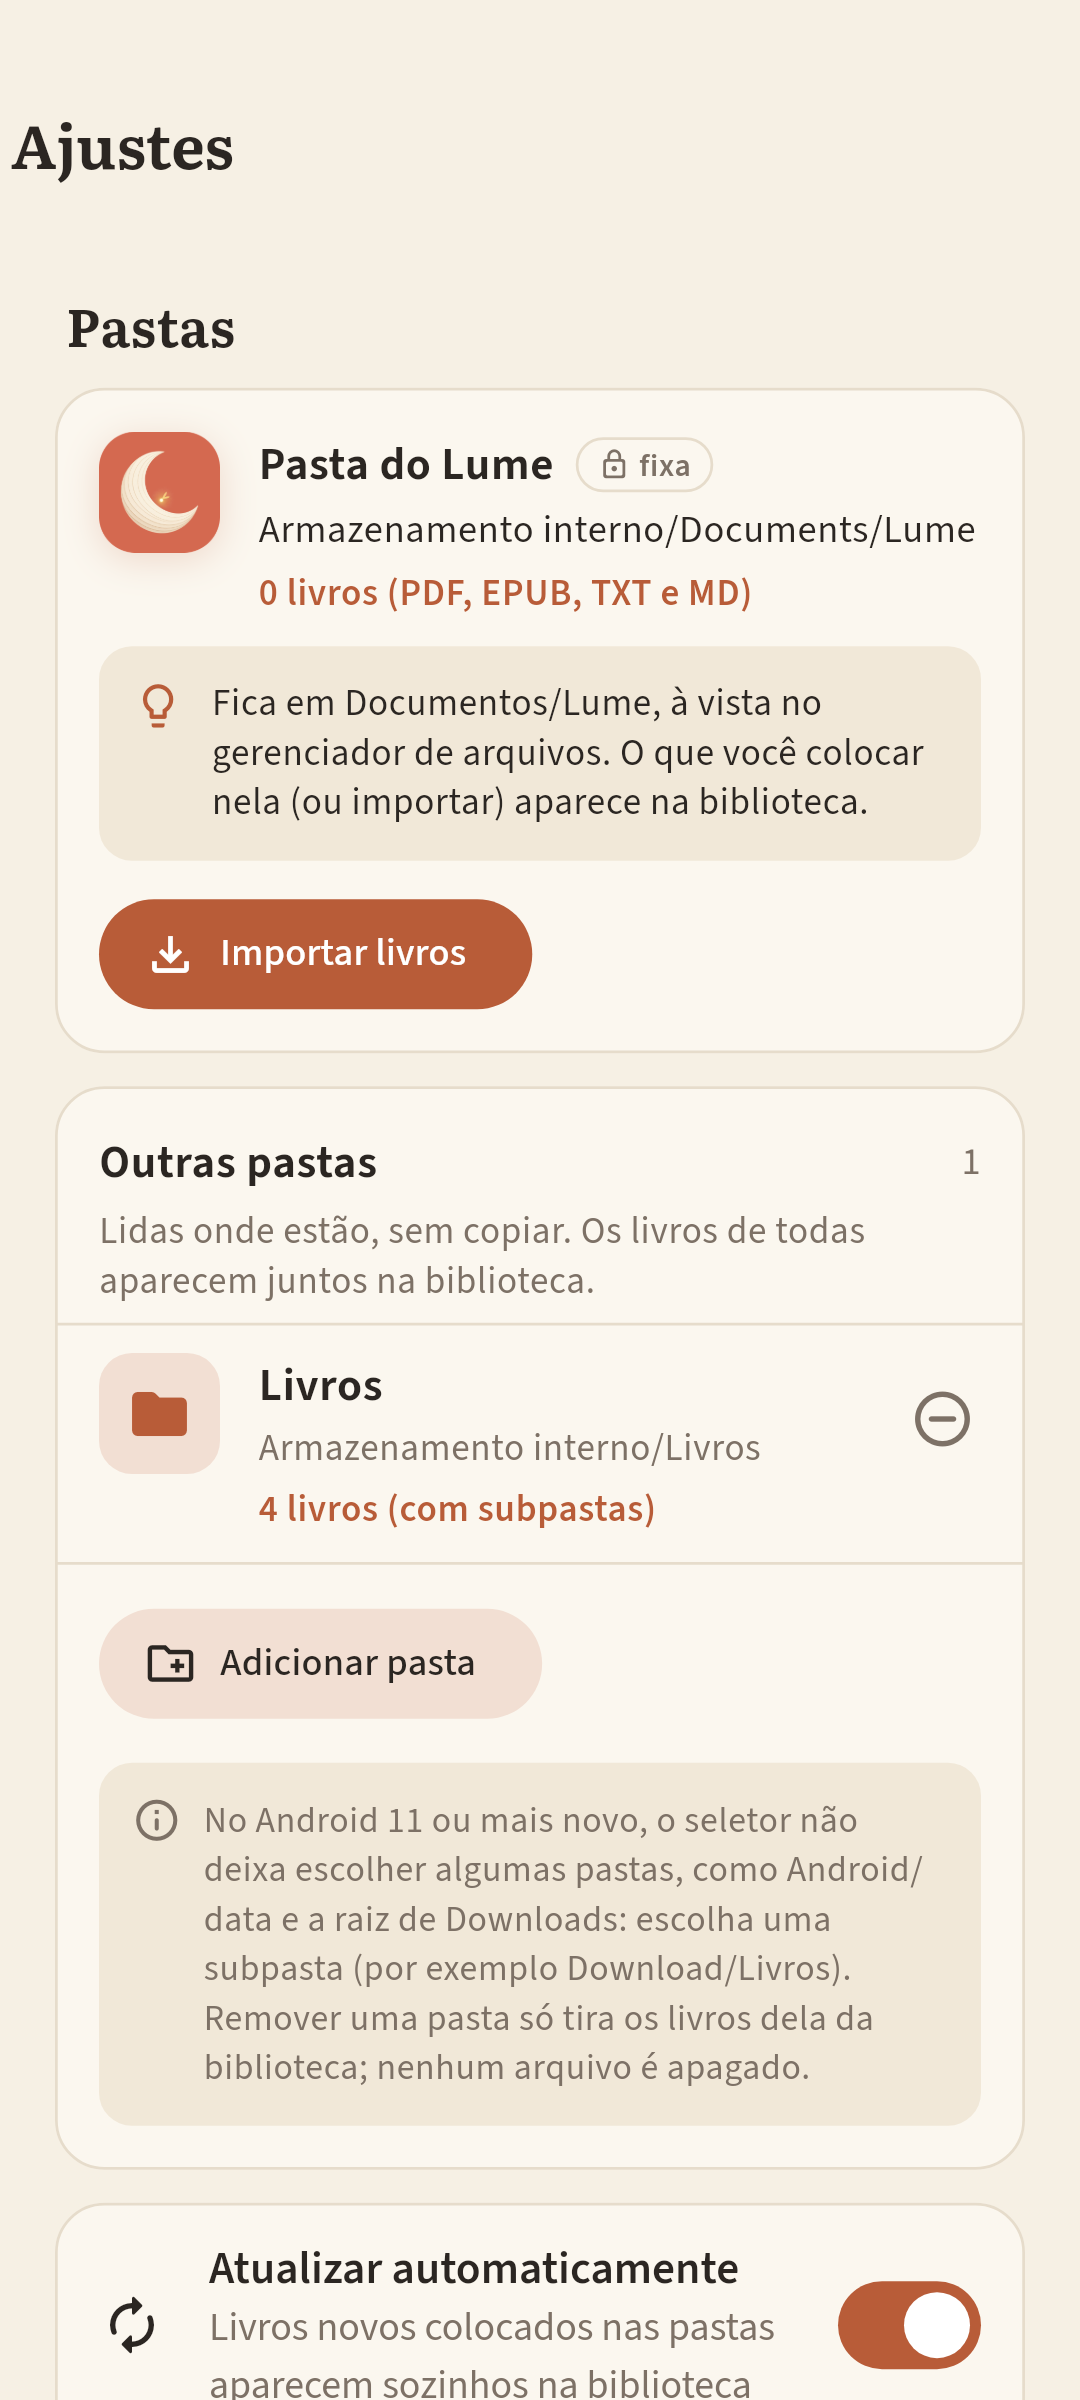 Ajustes
Pastas
Pasta do Lume
fixa
Armazenamento interno/Documents/Lume
0 livros (PDF, EPUB, TXT e MD)
Fica em Documentos/Lume, à vista no
gerenciador de arquivos. O que você colocar
nela (ou importar) aparece na biblioteca.
Importar livros
Outras pastas
1
Lidas onde estão, sem copiar. Os livros de todas
aparecem juntos na biblioteca.
Livros
Armazenamento interno/Livros
4 livros (com subpastas)
Adicionar pasta
No Android 11 ou mais novo, o seletor não
deixa escolher algumas pastas, como Android/
data e a raiz de Downloads: escolha uma
subpasta (por exemplo Download/Livros).
Remover uma pasta só tira os livros dela da
biblioteca; nenhum arquivo é apagado.
Atualizar automaticamente
Livros novos colocados nas pastas
aparecem sozinhos na biblioteca